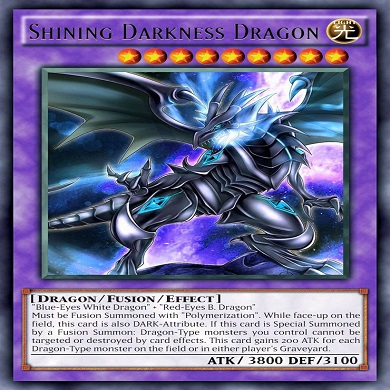 SHINING DARKNESS DRAGON
LIGHT
光
[ DRAGON/FUSION/EFFECT ]
"Blue-Eyes White Dragon" + "Red-Eyes B. Dragon"
Must be Fusion Summoned with "Polymerization". While face-up on the
field, this card is also DARK-Attribute. If this card is Special Summoned
by a Fusion Summon: Dragon-Type monsters you control cannot be
targeted or destroyed by card effects. This card gains 200 ATK for each
Dragon-Type monster on the field or in either player's Graveyard.
ATK/ 3800 DEF/3100